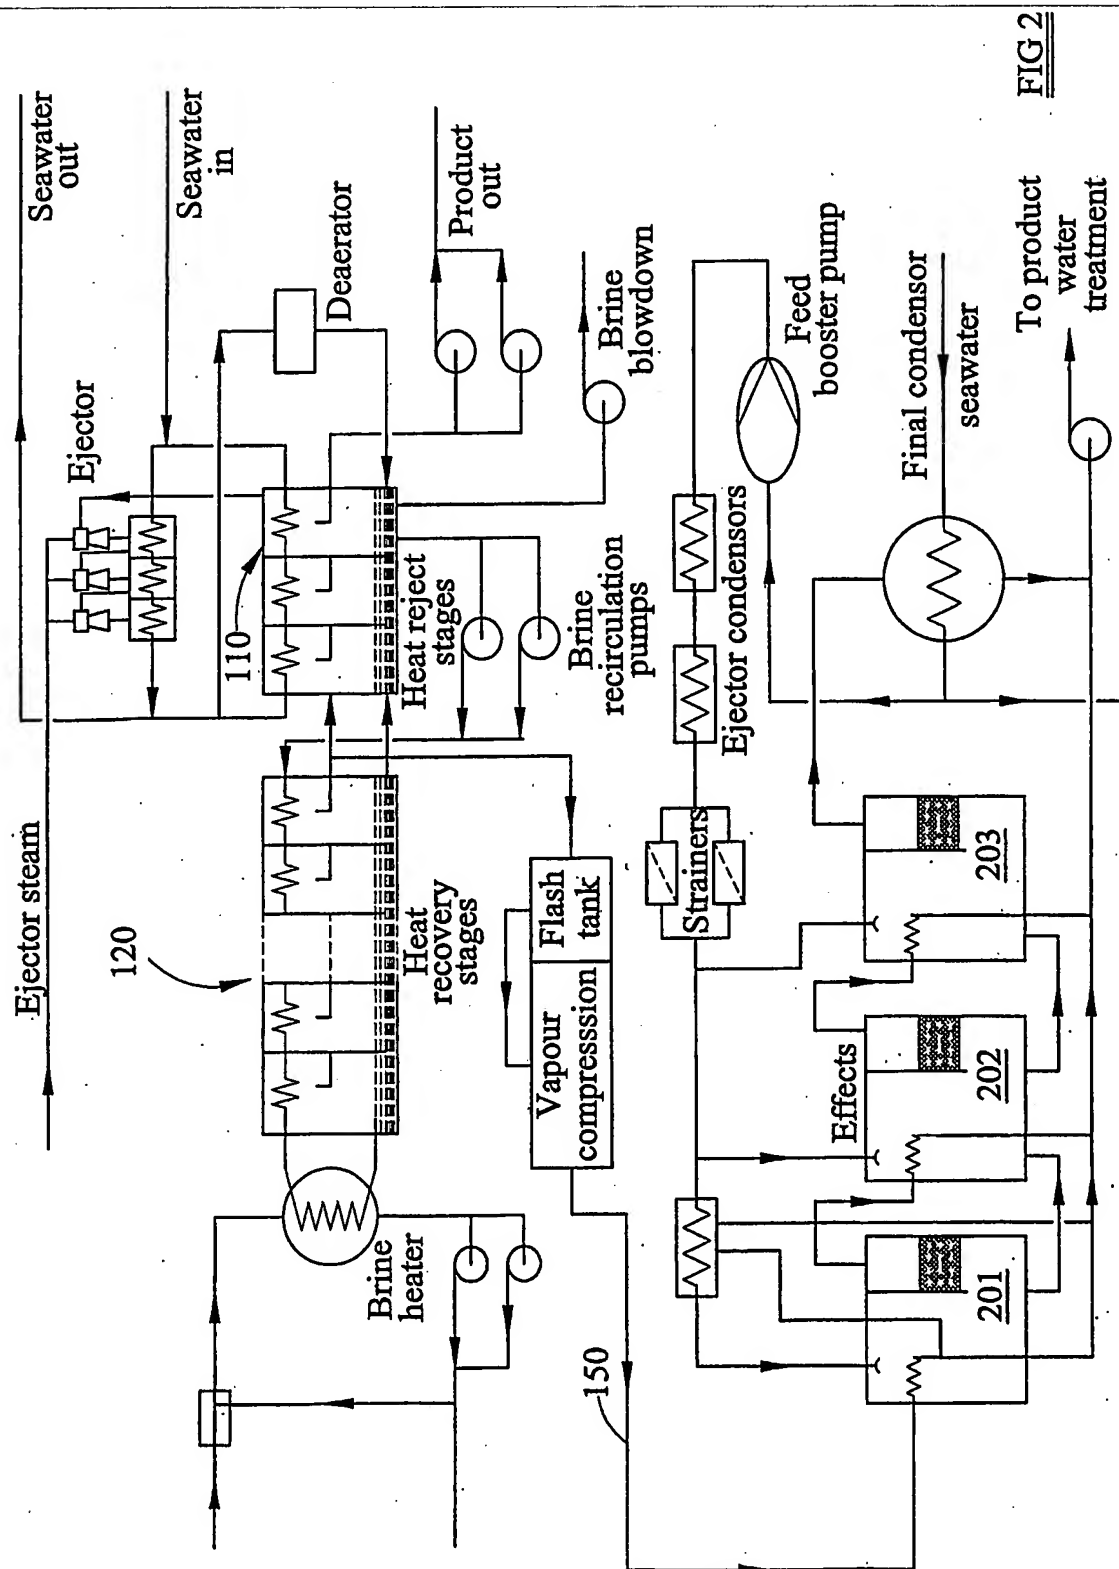 FIG 2
Ejector steam
Seawater
out
Seawater
in
Ejector
Deaerator
Product
out
Brine
blowdown
110
Heat reject
stages
Brine
recirculation
pumps
120
Heat
recovery
stages
Brine
heater
Flash
tank
Vapour
compresssion
150
Strainers
Ejector condensors
Feed
booster pump
Final condensor
seawater
To product
water
treatment
Effects
201
202
203